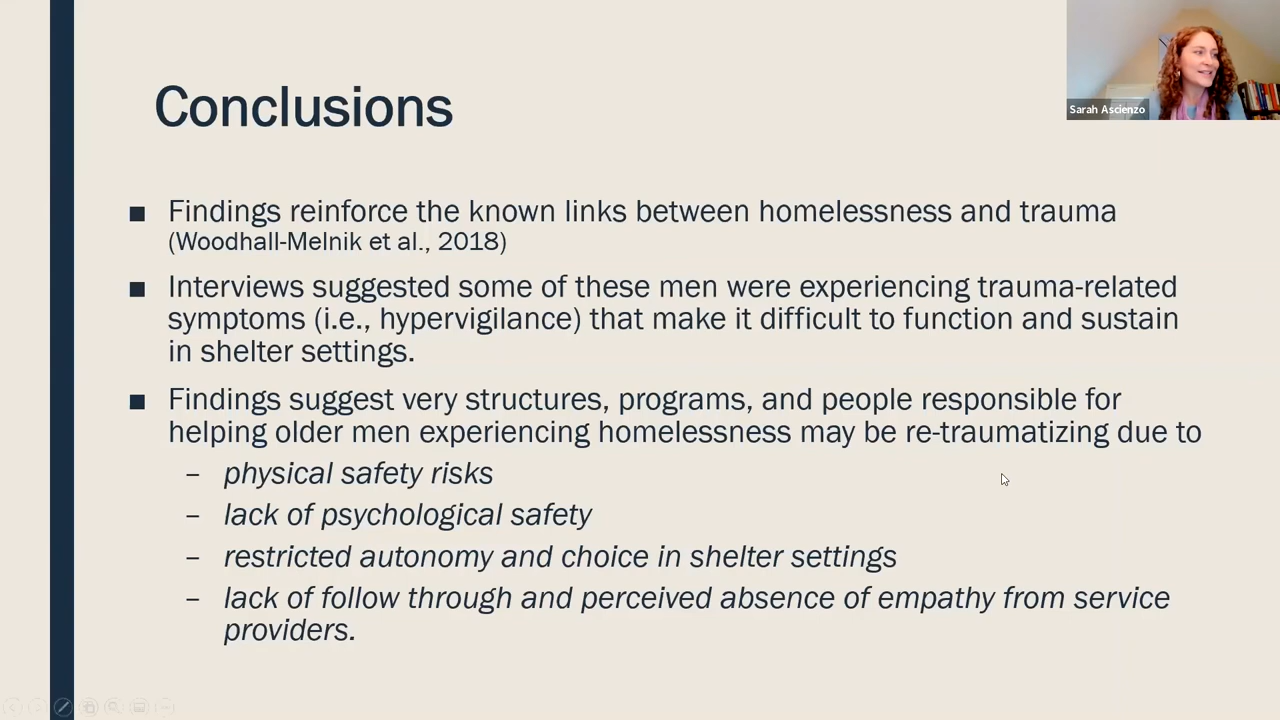 Conclusions
Sarah Ascienzo
■ Findings reinforce the known links between homelessness and trauma
(Woodhall-Melnik et al., 2018)
■ Interviews suggested some of these men were experiencing trauma-related
symptoms (i.e., hypervigilance) that make it difficult to function and sustain
in shelter settings.
■ Findings suggest very structures, programs, and people responsible for
helping older men experiencing homelessness may be re-traumatizing due to
– physical safety risks
– lack of psychological safety
– restricted autonomy and choice in shelter settings
– lack of follow through and perceived absence of empathy from service
providers.